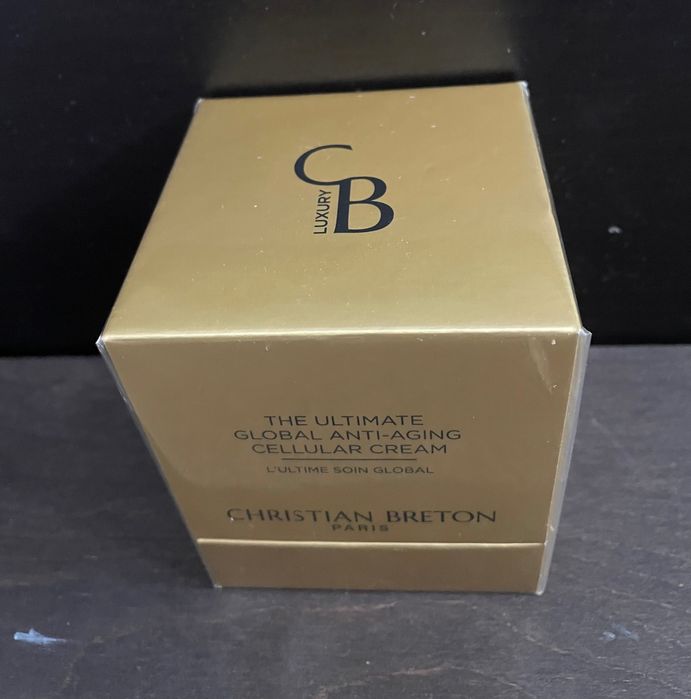 CB
LUXURY
THE ULTIMATE
GLOBAL ANTI-AGING
CELLULAR CREAM
L'ULTIME SOIN GLOBAL
CHRISTIAN BRETON
PARIS